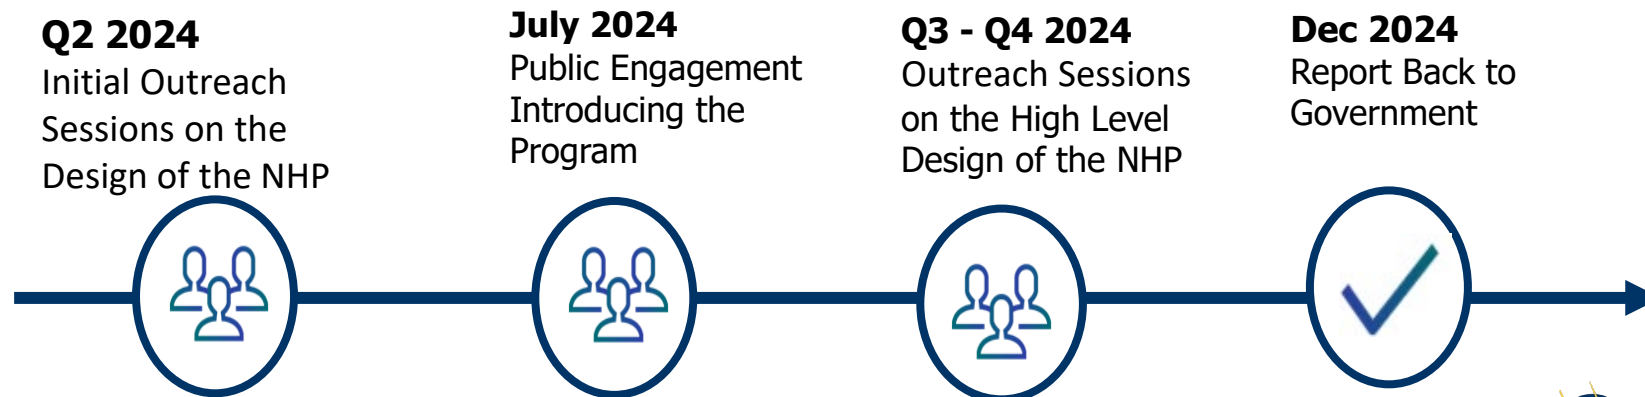 Q2 2024
Initial Outreach
Sessions on the
Design of the NHP
July 2024
Public Engagement
Introducing the
Program
Q3 - Q4 2024
Outreach Sessions
on the High Level
Design of the NHP
Dec 2024
Report Back to
Government